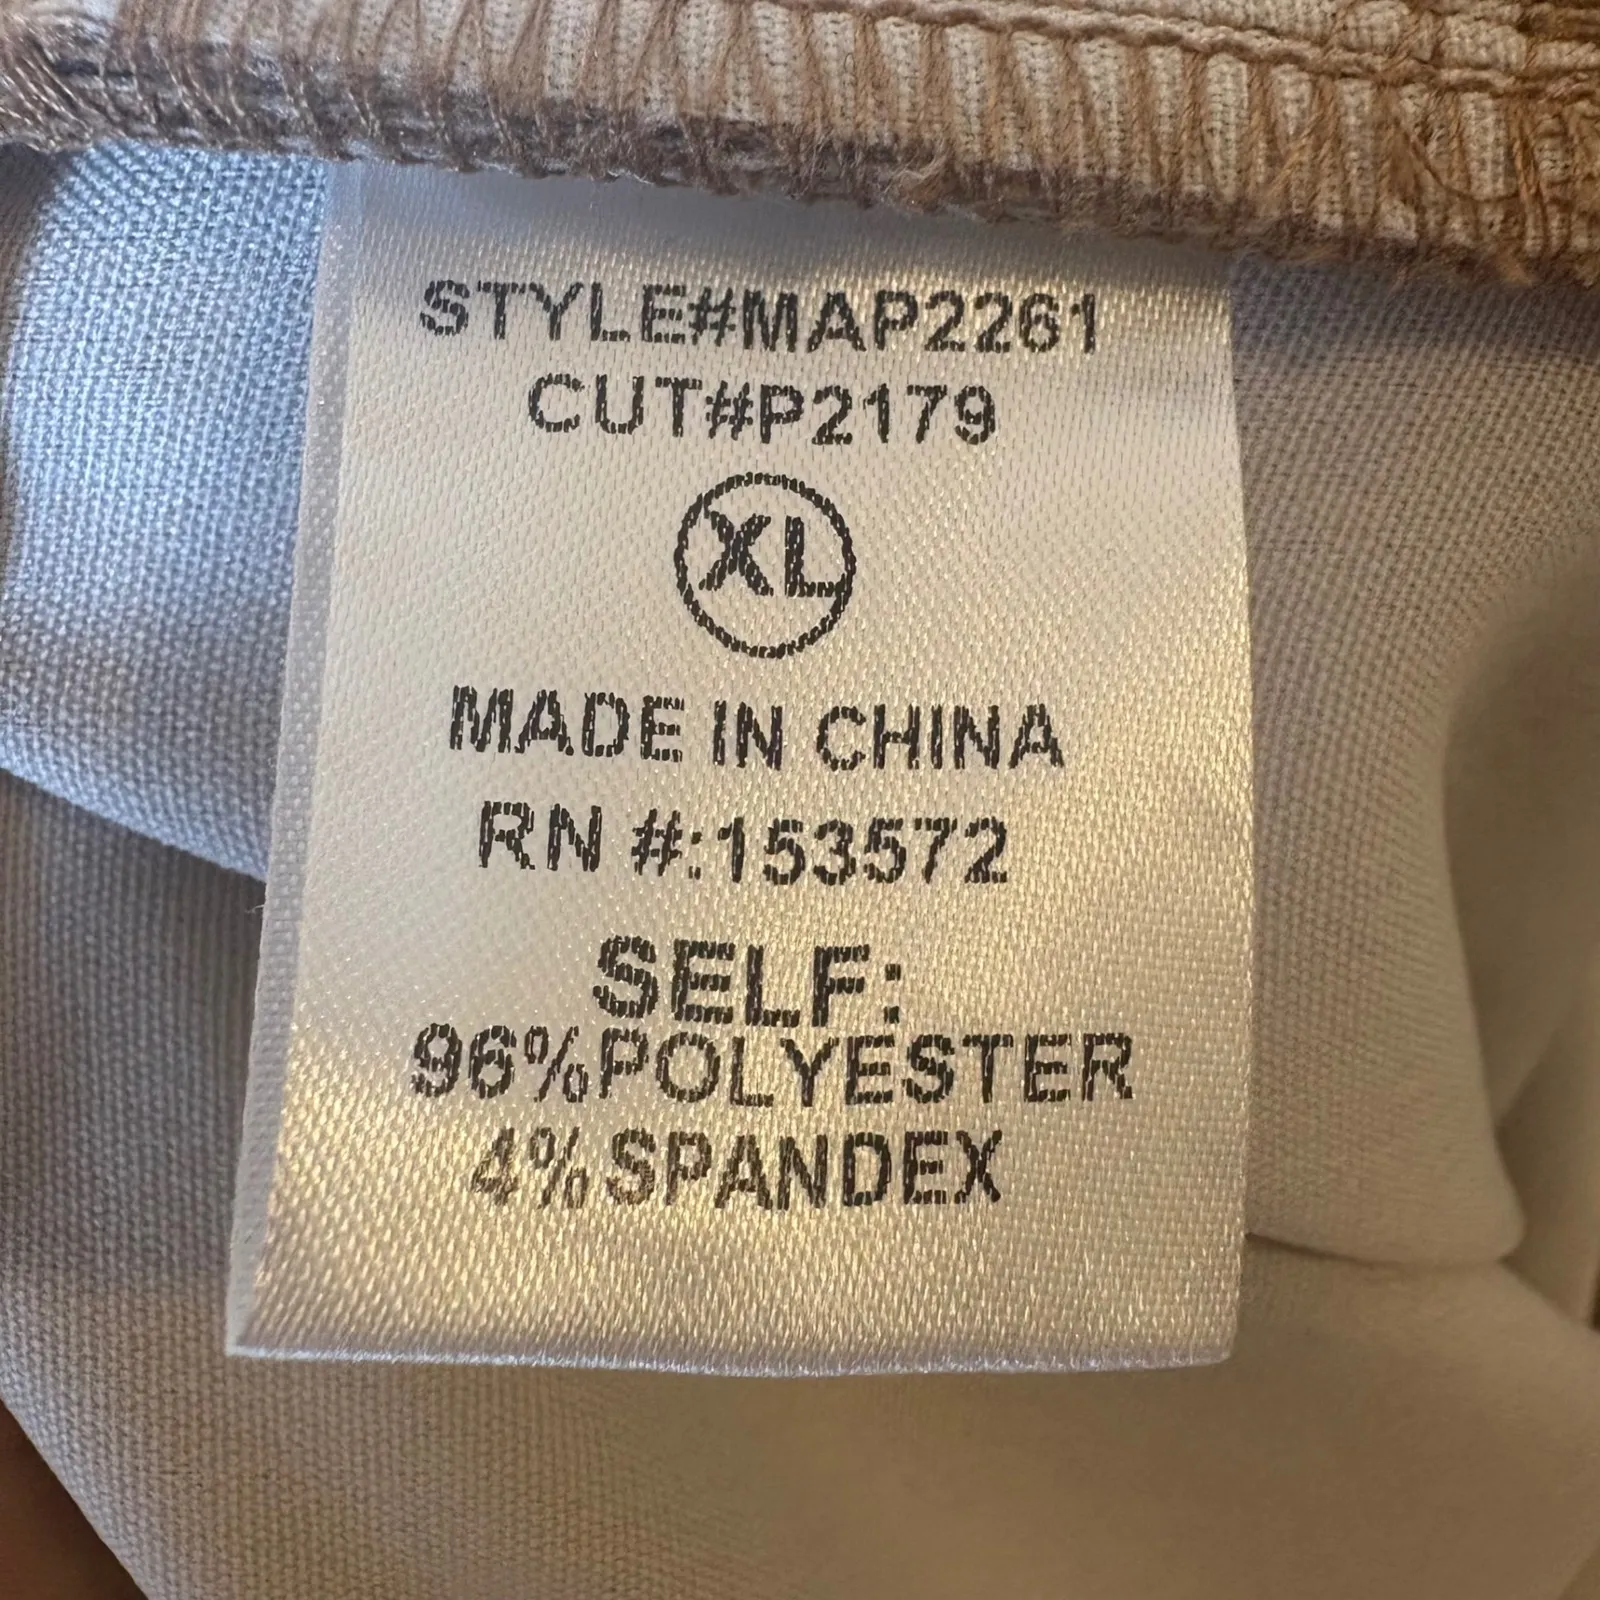 STYLE#MAP2261
CUT#P2179
XL
MADE IN CHINA
RN #:153572
SELF:
96%POLYESTER
4%SPANDEX